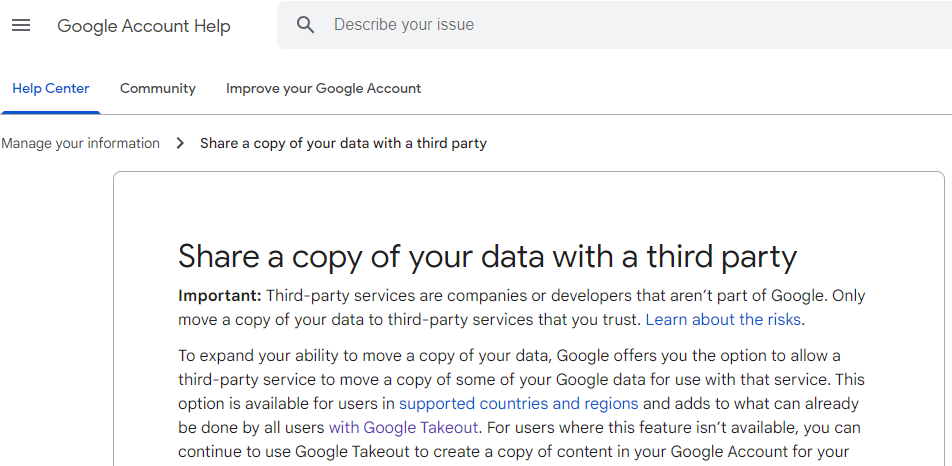 Google Account Help
Describe your issue
Help Center
Community
Improve your Google Account
Manage your information
Share a copy of your data with a third party
Share a copy of your data with a third party
Important: Third-party services are companies or developers that aren’t part of Google. Only
move a copy of your data to third-party services that you trust. Learn about the risks.
To expand your ability to move a copy of your data, Google offers you the option to allow a
third-party service to move a copy of some of your Google data for use with that service. This
option is available for users in supported countries and regions and adds to what can already
be done by all users with Google Takeout. For users where this feature isn’t available, you can
continue to use Google Takeout to create a copy of content in your Google Account for your